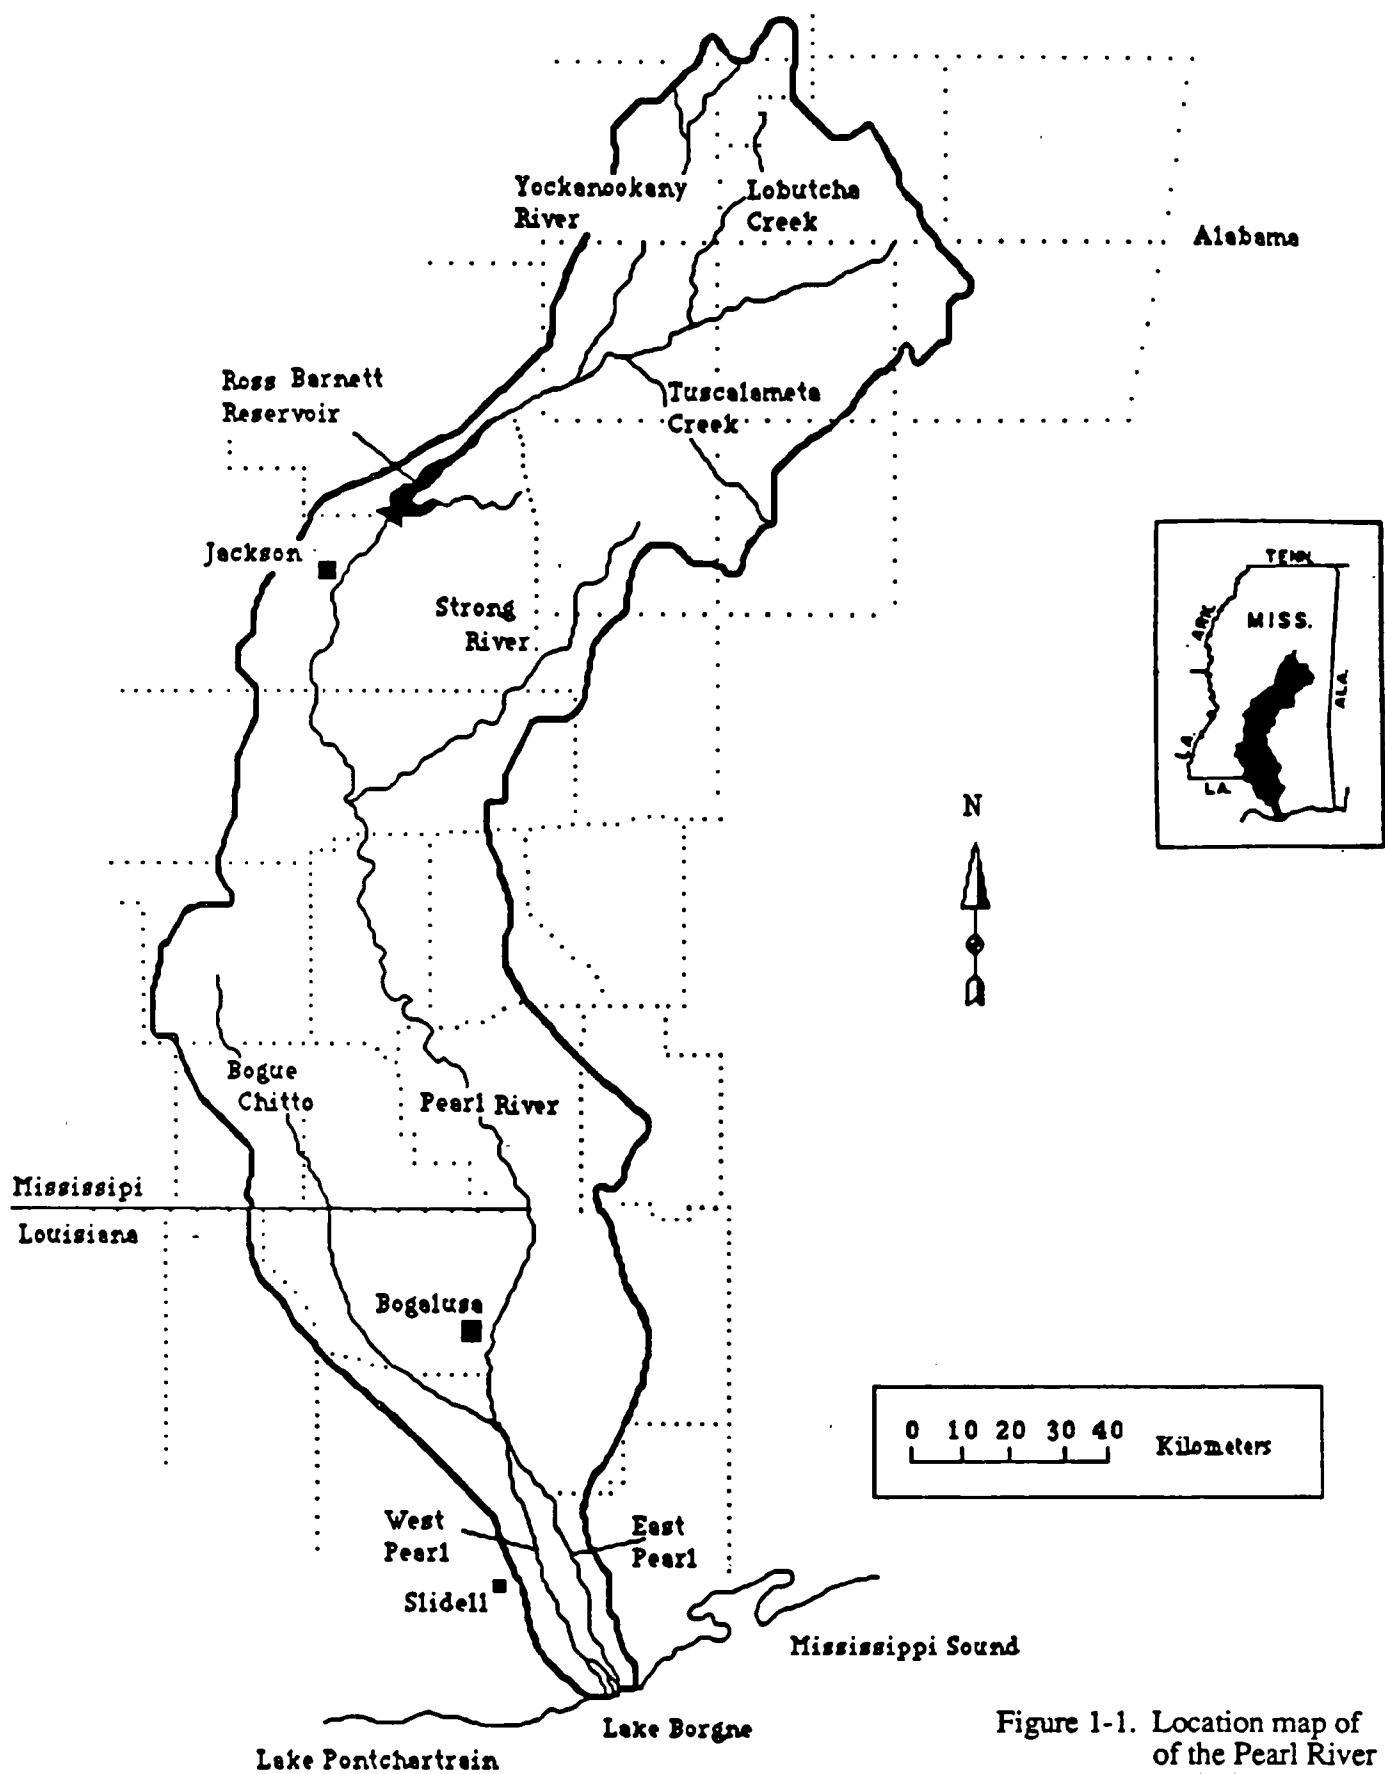 Yockanookany
River
Lobutcha
Creek
Alabama
Ross Barnett
Reservoir
Tuscalameta
Creek
Jackson
Strong
River
TENN.
ARK.
MISS.
ALA.
LA.
LA.
N
Bogue
Chitto
Pearl River
Mississipi
Louisiana
Bogalusa
0 10 20 30 40
Kilometers
West
Pearl
East
Pearl
Slidell
Mississippi Sound
Lake Borgne
Lake Pontchartrain
Figure 1-1. Location map of
of the Pearl River